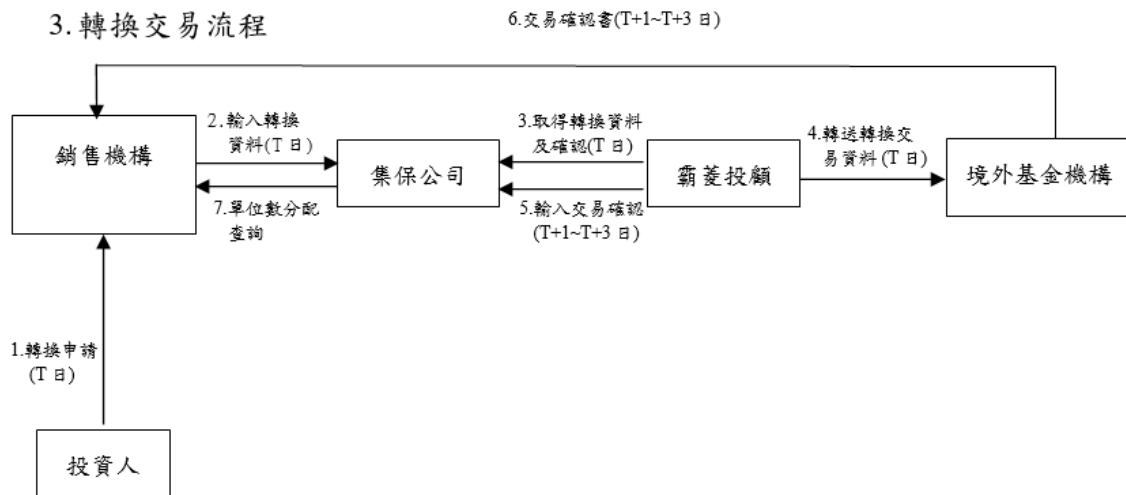 3.轉換交易流程
6.交易確認書(T+1~T+3 日)
銷售機構
2.輸入轉換
資料(T 日)
集保公司
3.取得轉換資料
及確認(T 日)
霸菱投顧
4.轉送轉換交
易資料(T 日)
境外基金機構
7.單位數分配
查詢
5.輸入交易確認
(T+1~T+3 日)
1.轉換申請
(T 日)
投資人